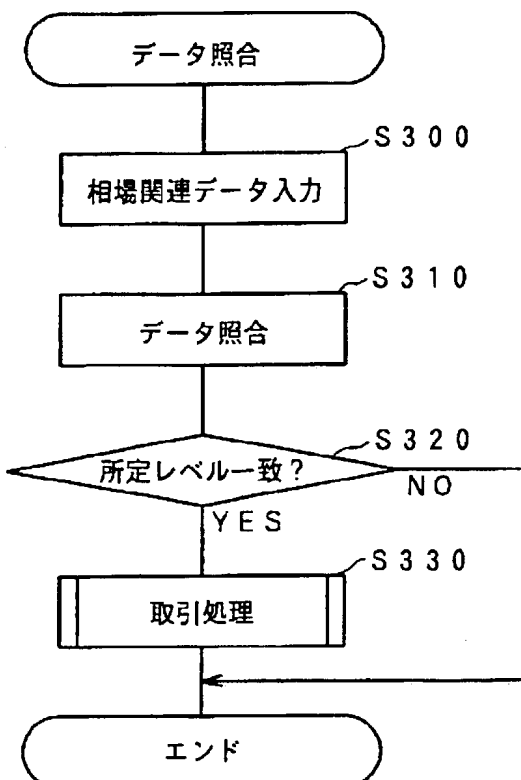 データ照合
S300
相場関連データ入力
S310
データ照合
S320
所定レベル一致?
NO
YES
S330
取引処理
エンド